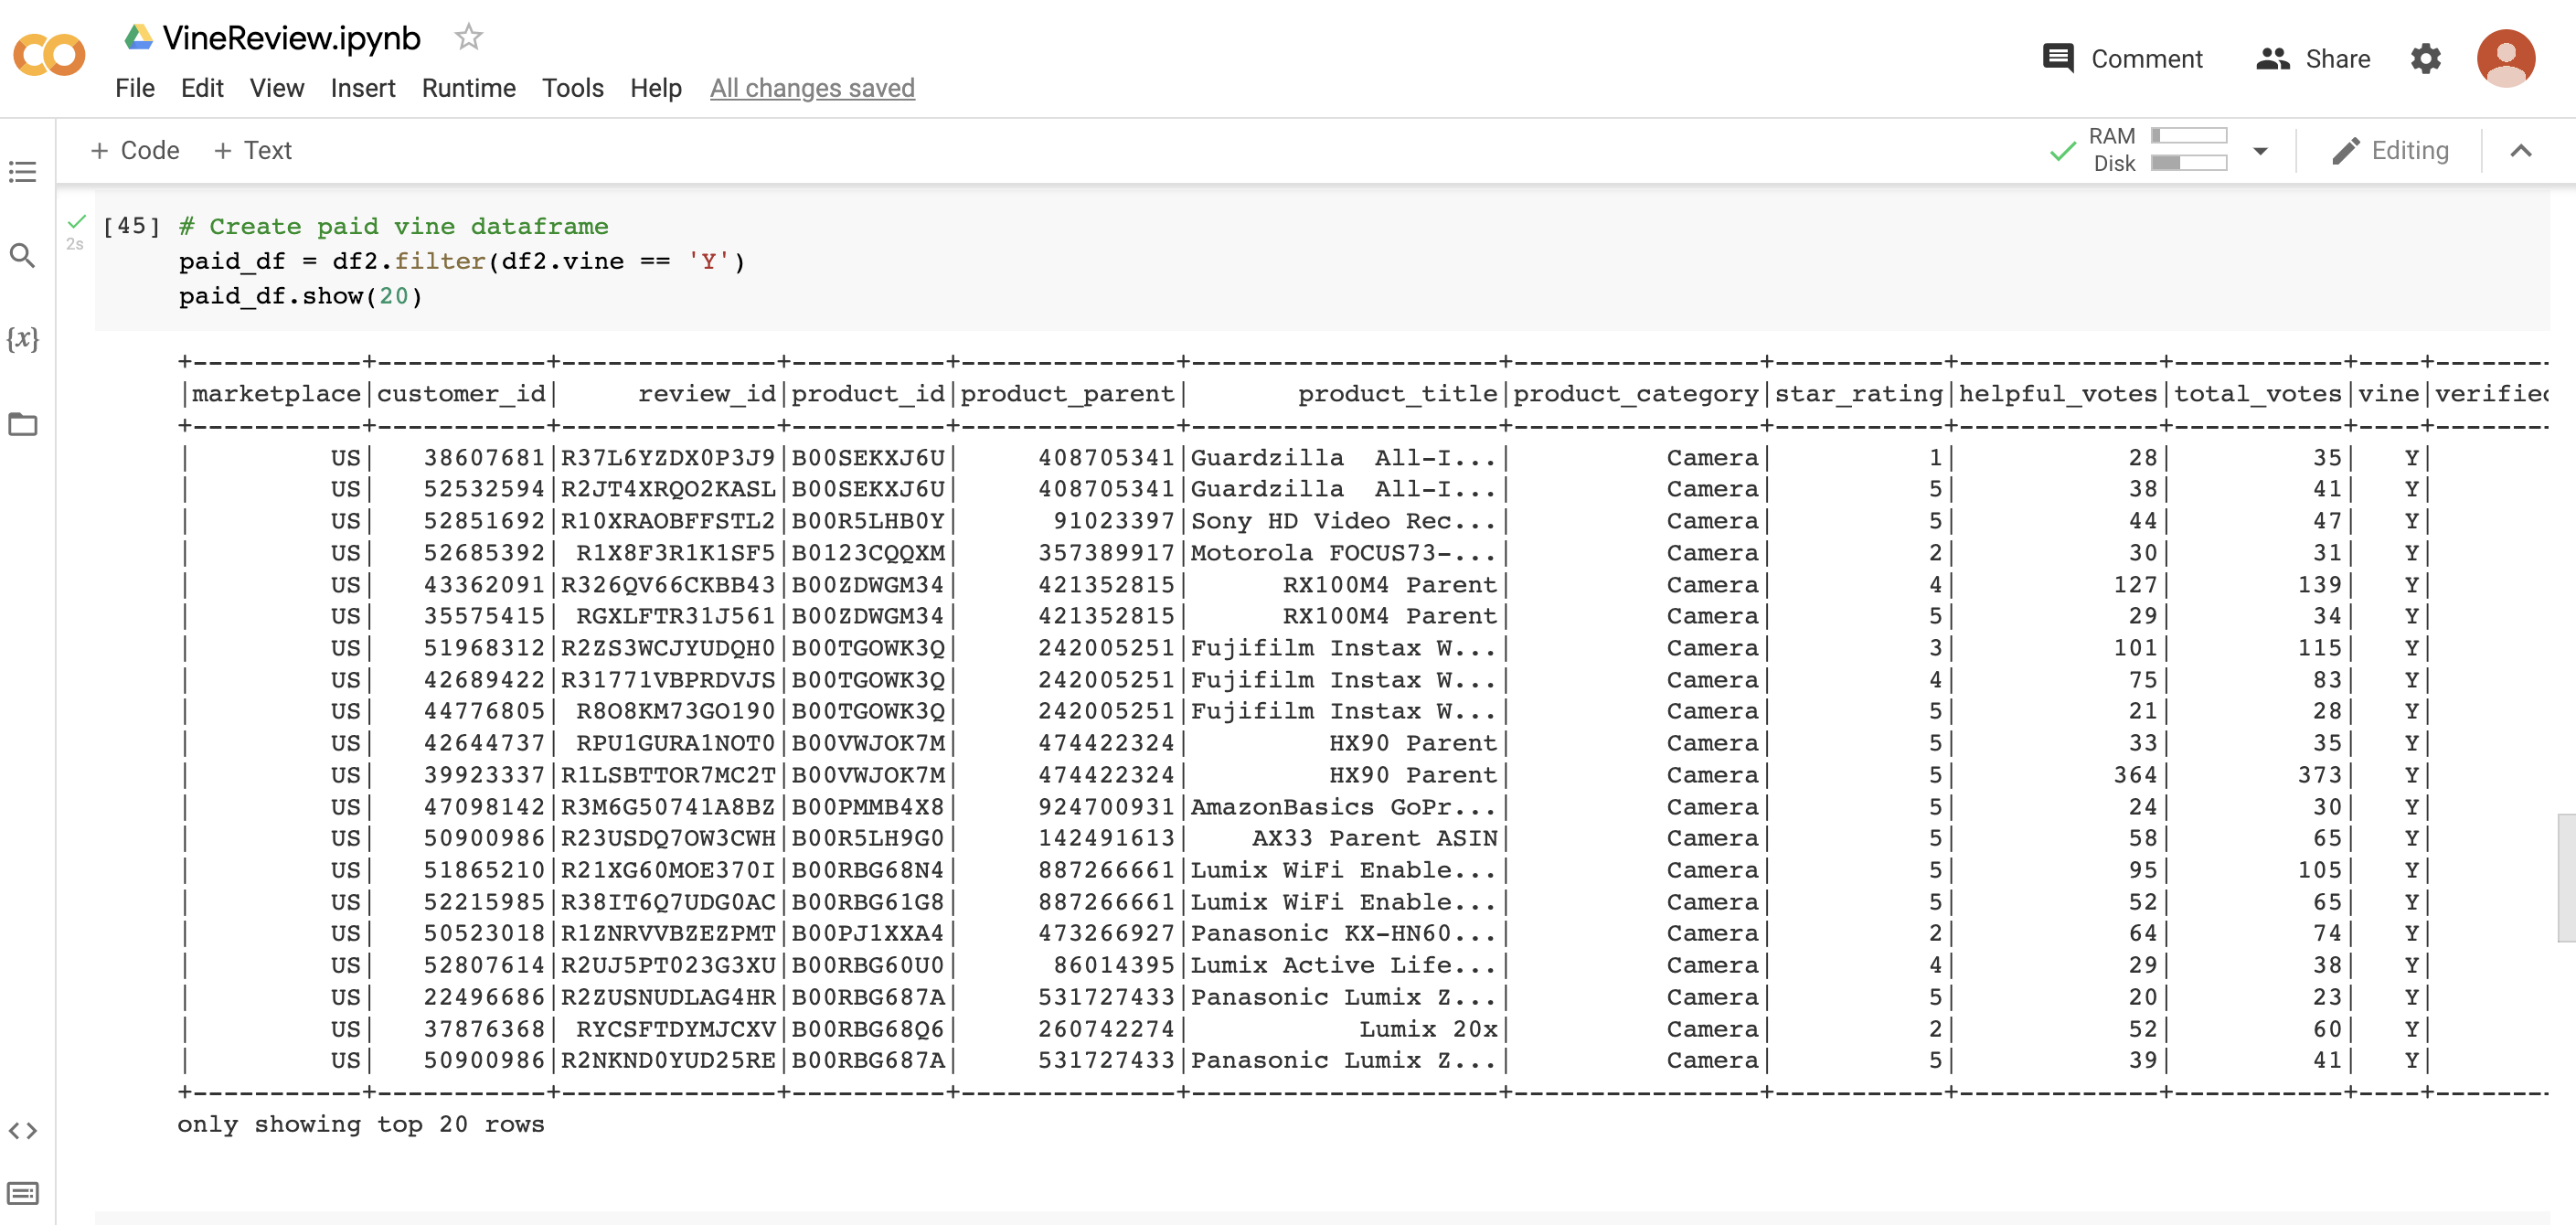 VineReview.ipynb
File Edit View Insert Runtime Tools Help All changes saved
Comment Share
+ Code + Text
RAM
Disk
Editing
[45] # Create paid vine dataframe
2s
paid_df = df2.filter(df2.vine == 'Y')
paid_df.show(20)
+-----------+-----------+--------------+----------+--------------+--------------------+----------------+-----------+-------------+-----------+----+--------
|marketplace|customer_id|     review_id|product_id|product_parent|       product_title|product_category|star_rating|helpful_votes|total_votes|vine|verified
+-----------+-----------+--------------+----------+--------------+--------------------+----------------+-----------+-------------+-----------+----+--------
|         US|   38607681|R37L6YZDX0P3J9|B00SEKXJ6U|     408705341|Guardzilla  All-I...|          Camera|          1|           28|         35|   Y|
|         US|   52532594|R2JT4XRQO2KASL|B00SEKXJ6U|     408705341|Guardzilla  All-I...|          Camera|          5|           38|         41|   Y|
|         US|   52851692|R10XRAOBFFSTL2|B00R5LHB0Y|      91023397|Sony HD Video Rec...|          Camera|          5|           44|         47|   Y|
|         US|   52685392| R1X8F3R1K1SF5|B0123CQQXM|     357389917|Motorola FOCUS73-...|          Camera|          2|           30|         31|   Y|
|         US|   43362091|R326QV66CKBB43|B00ZDWGM34|     421352815|       RX100M4 Parent|          Camera|          4|          127|        139|   Y|
|         US|   35575415| RGXLFTR31J561|B00ZDWGM34|     421352815|       RX100M4 Parent|          Camera|          5|           29|         34|   Y|
|         US|   51968312|R2ZS3WCJYUDQH0|B00TGOWK3Q|     242005251|Fujifilm Instax W...|          Camera|          3|          101|        115|   Y|
|         US|   42689422|R31771VBPRDVJS|B00TGOWK3Q|     242005251|Fujifilm Instax W...|          Camera|          4|           75|         83|   Y|
|         US|   44776805| R8O8KM73GO190|B00TGOWK3Q|     242005251|Fujifilm Instax W...|          Camera|          5|           21|         28|   Y|
|         US|   42644737| RPU1GURA1NOT0|B00VWJOK7M|     474422324|         HX90 Parent|          Camera|          5|           33|         35|   Y|
|         US|   39923337|R1LSBTTOR7MC2T|B00VWJOK7M|     474422324|         HX90 Parent|          Camera|          5|          364|        373|   Y|
|         US|   47098142|R3M6G50741A8BZ|B00PMMB4X8|     924700931|AmazonBasics GoPr...|          Camera|          5|           24|         30|   Y|
|         US|   50900986|R23USDQ7OW3CWH|B00R5LH9G0|     142491613|    AX33 Parent ASIN|          Camera|          5|           58|         65|   Y|
|         US|   51865210|R21XG60MOE370I|B00RBG68N4|     887266661|Lumix WiFi Enable...|          Camera|          5|           95|        105|   Y|
|         US|   52215985|R38IT6Q7UDG0AC|B00RBG61G8|     887266661|Lumix WiFi Enable...|          Camera|          5|           52|         65|   Y|
|         US|   50523018|R1ZNRVVBZEZPMT|B00PJ1XXA4|     473266927|Panasonic KX-HN60...|          Camera|          2|           64|         74|   Y|
|         US|   52807614|R2UJ5PT023G3XU|B00RBG60U0|      86014395|Lumix Active Life...|          Camera|          4|           29|         38|   Y|
|         US|   22496686|R2ZUSNUDLAG4HR|B00RBG687A|     531727433|Panasonic Lumix Z...|          Camera|          5|           20|         23|   Y|
|         US|   37876368| RYCSFTDYMJCXV|B00RBG68Q6|     260742274|           Lumix 20x|          Camera|          2|           52|         60|   Y|
|         US|   50900986|R2NKND0YUD25RE|B00RBG687A|     531727433|Panasonic Lumix Z...|          Camera|          5|           39|         41|   Y|
+-----------+-----------+--------------+----------+--------------+--------------------+----------------+-----------+-------------+-----------+----+--------
only showing top 20 rows